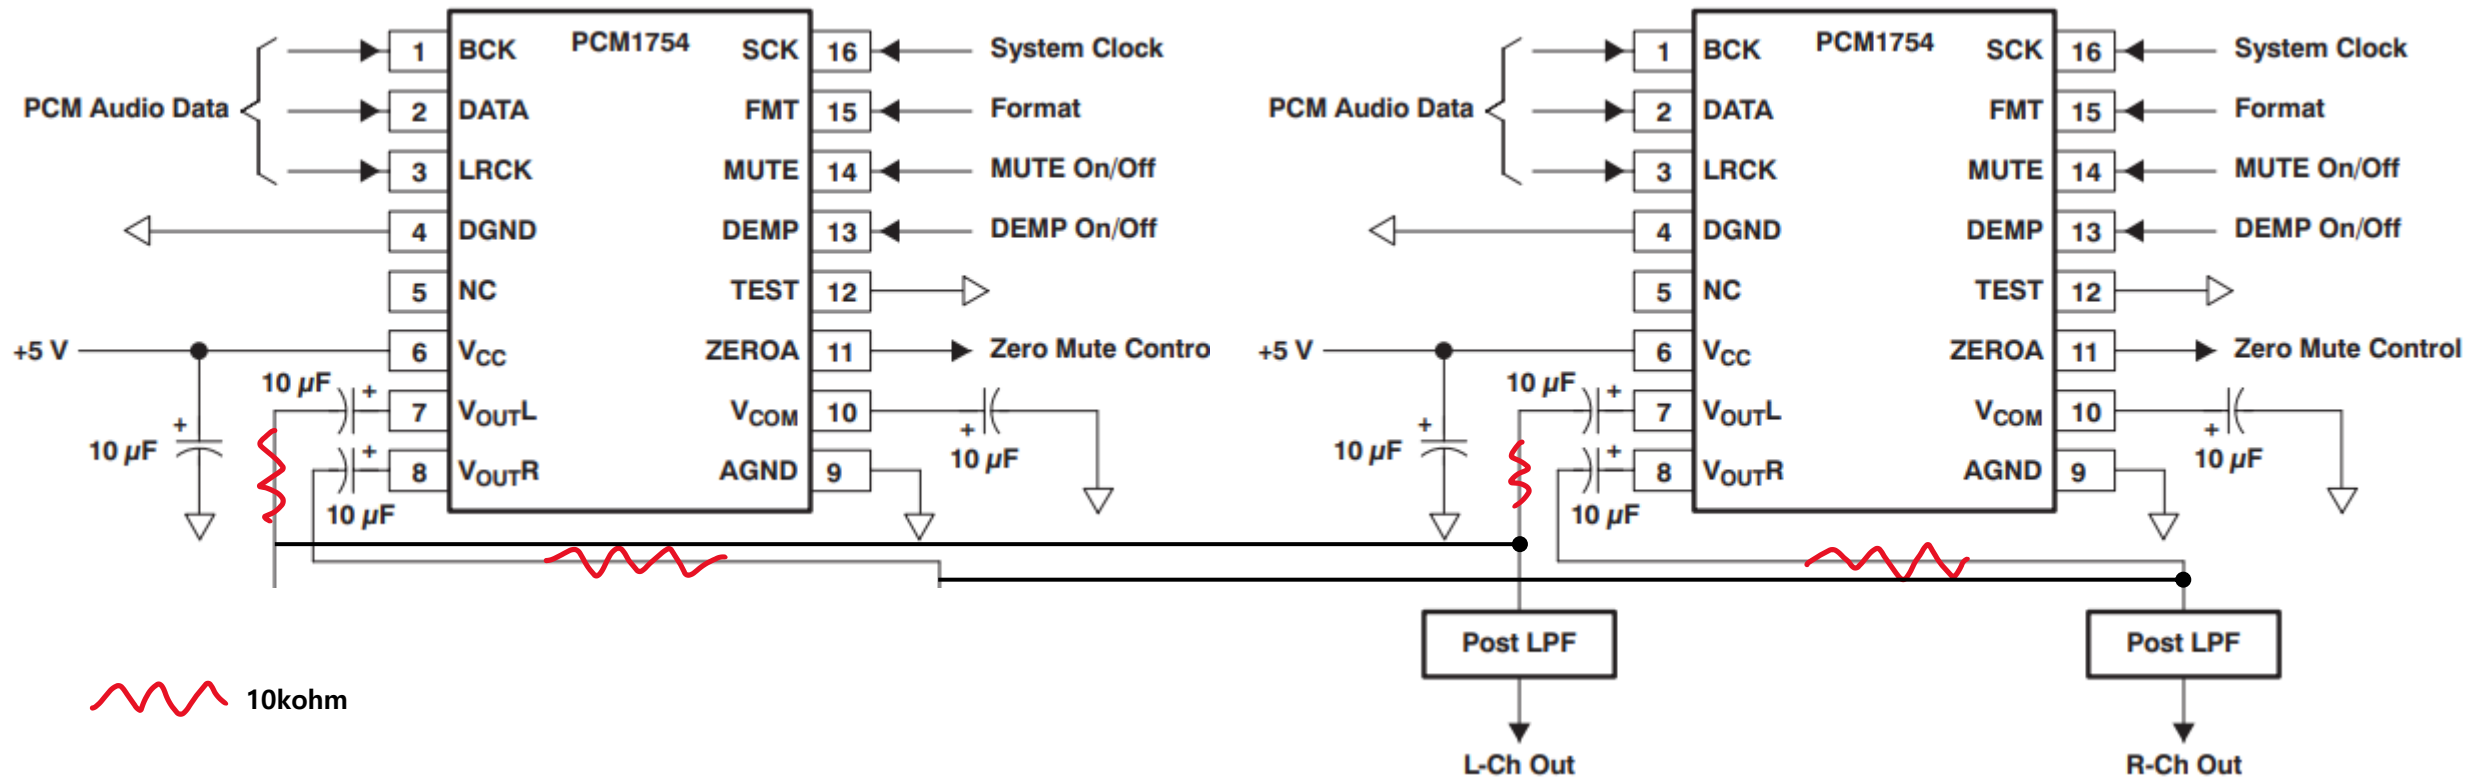 PCM1754
PCM Audio Data
1 BCK
2 DATA
3 LRCK
4 DGND
5 NC
6 VCC
7 VOUTL
8 VOUTR
SCK 16 System Clock
FMT 15 Format
MUTE 14 MUTE On/Off
DEMP 13 DEMP On/Off
TEST 12
ZEROA 11 Zero Mute Contro
VCOM 10
AGND 9
+5 V
10 µF
+
10 µF
+
10 µF
+
+
10 µF
PCM1754
PCM Audio Data
1 BCK
2 DATA
3 LRCK
4 DGND
5 NC
6 VCC
7 VOUTL
8 VOUTR
SCK 16 System Clock
FMT 15 Format
MUTE 14 MUTE On/Off
DEMP 13 DEMP On/Off
TEST 12
ZEROA 11 Zero Mute Control
VCOM 10
AGND 9
+5 V
10 µF
+
10 µF
+
10 µF
+
+
10 µF
Post LPF
Post LPF
10kohm
L-Ch Out
R-Ch Out